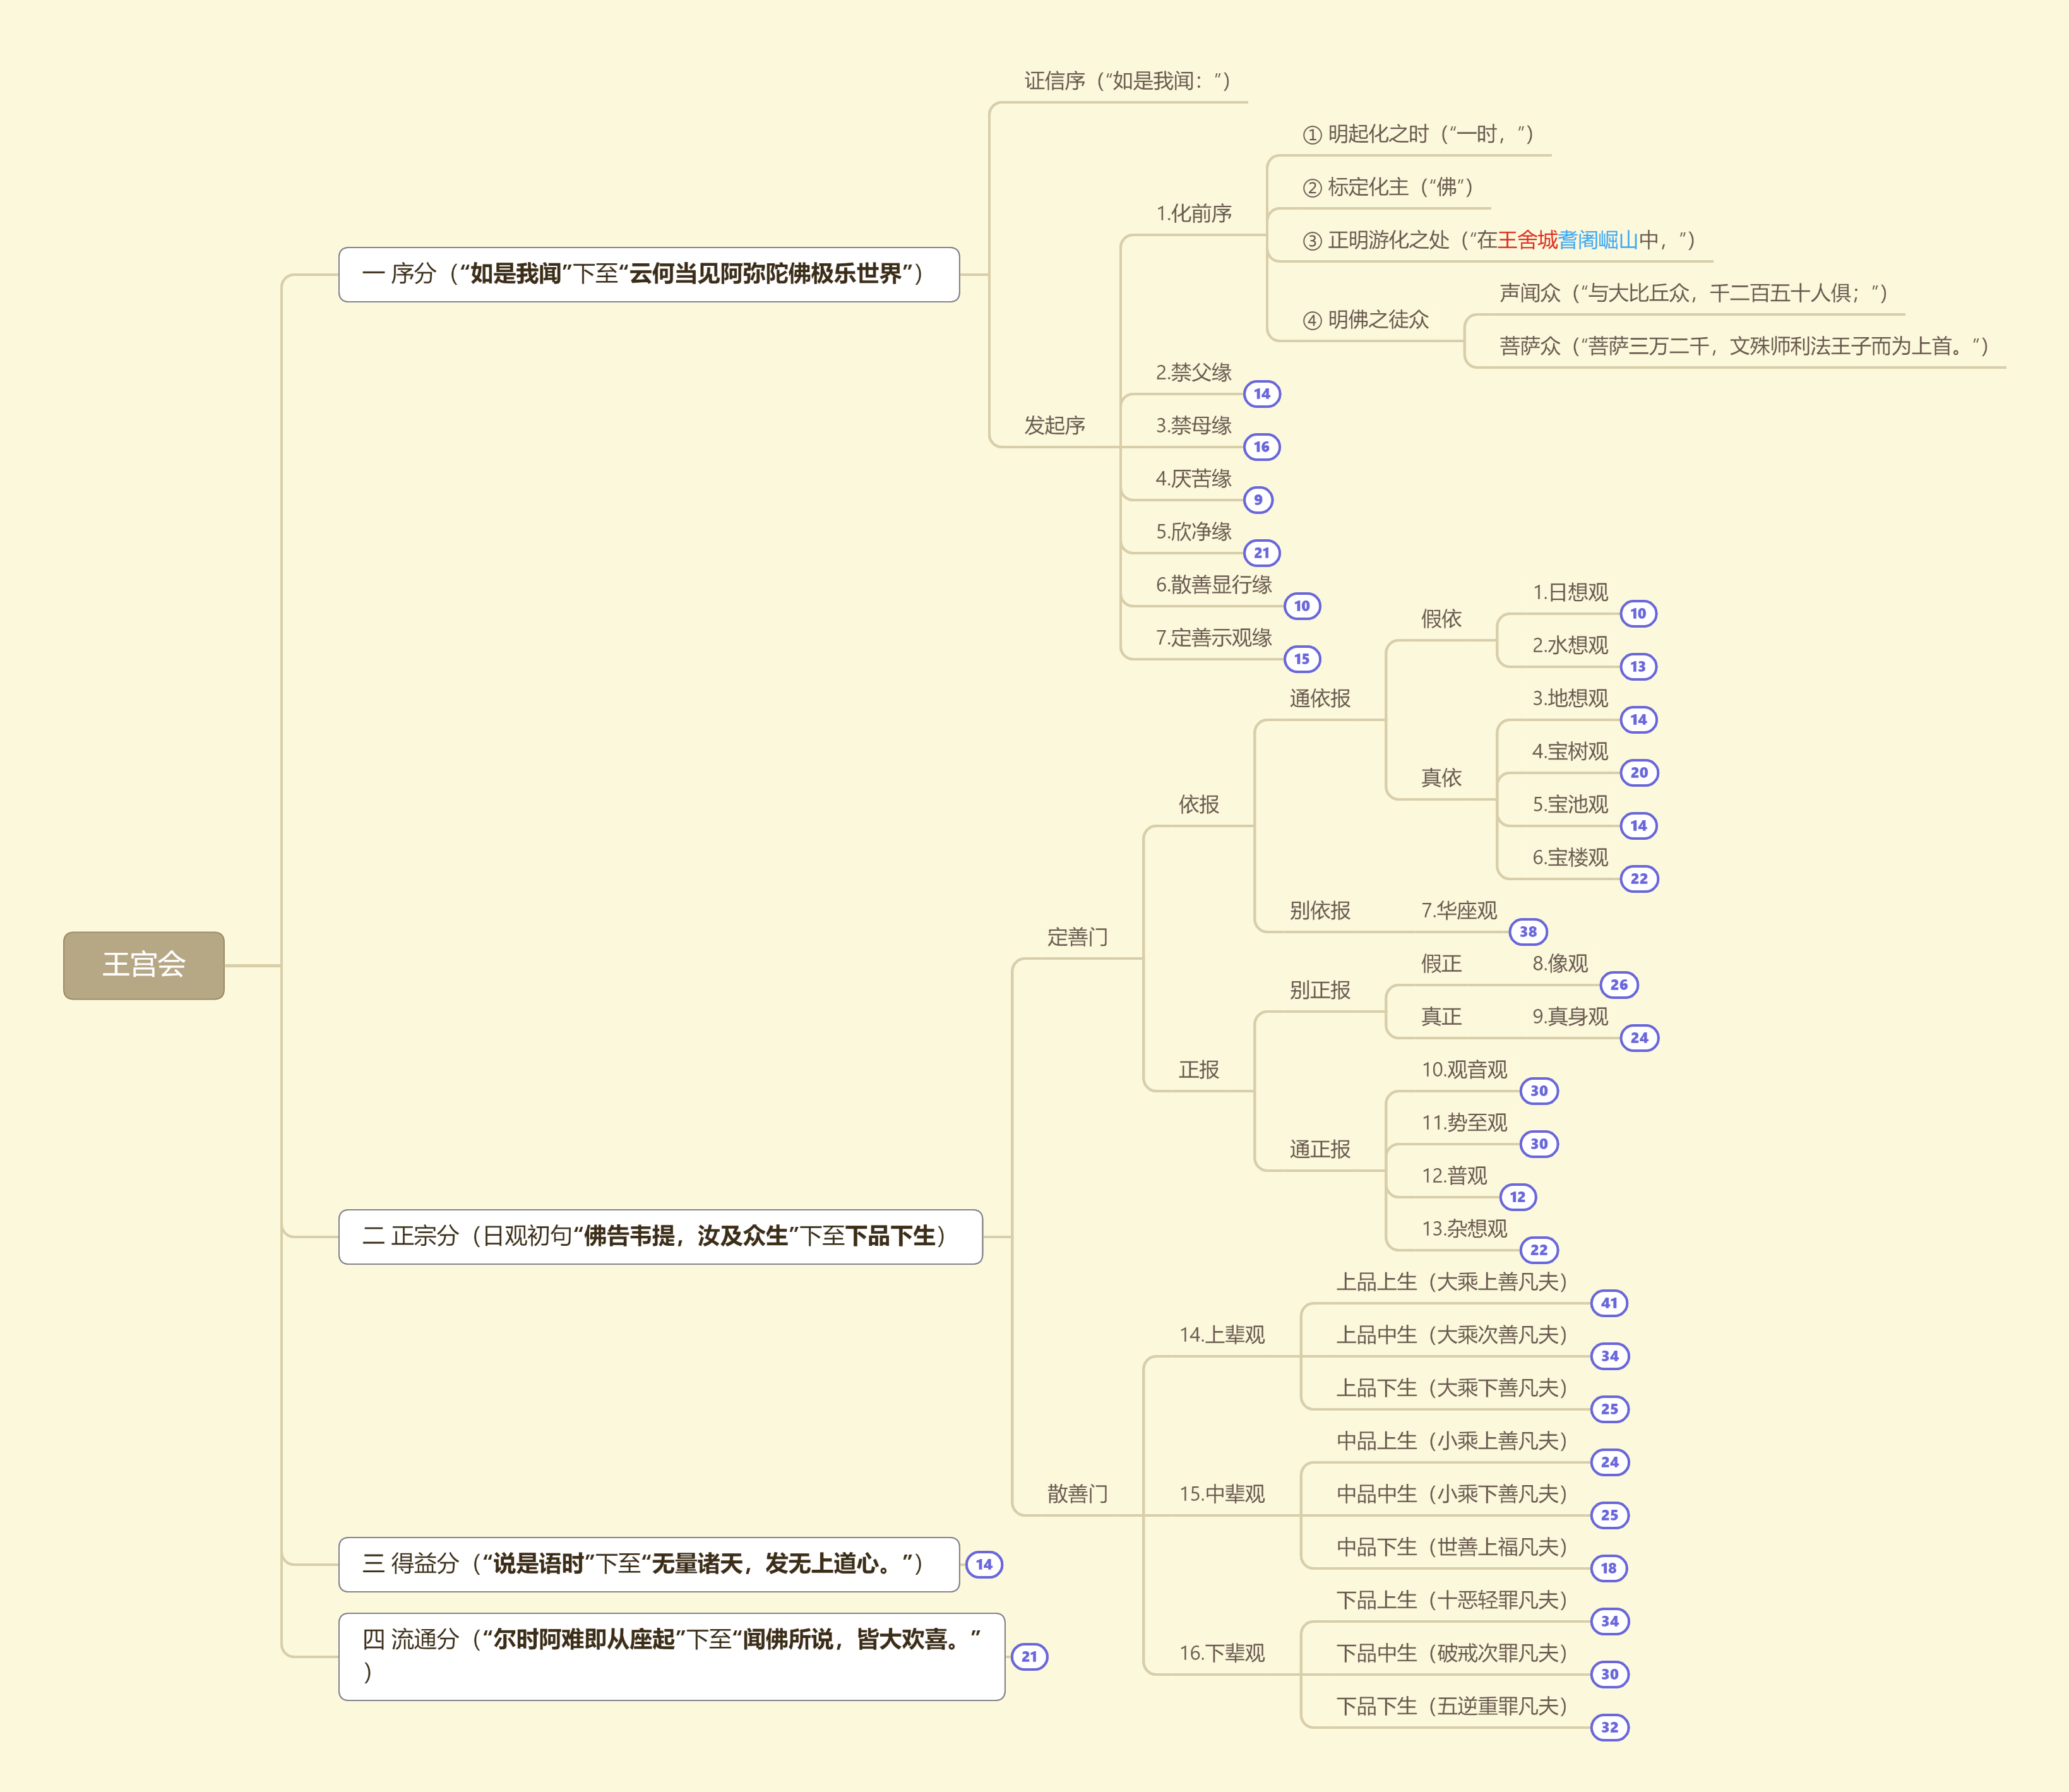 王宫会
一 序分（“如是我闻”下至“云何当见阿弥陀佛极乐世界”）
证信序（“如是我闻：”）
发起序
1.化前序
① 明起化之时（“一时，”）
② 标定化主（“佛”）
③ 正明游化之处（“在王舍城耆阇崛山中，”）
④ 明佛之徒众
声闻众（“与大比丘众，千二百五十人俱；”）
菩萨众（“菩萨三万二千，文殊师利法王子而为上首。”）
2.禁父缘 14
3.禁母缘 16
4.厌苦缘 9
5.欣净缘 21
6.散善显行缘 10
7.定善示观缘 15
二 正宗分（日观初句“佛告韦提，汝及众生”下至下品下生）
定善门
依报
通依报
假依
1.日想观 10
2.水想观 13
真依
3.地想观 14
4.宝树观 20
5.宝池观 14
6.宝楼观 22
别依报
7.华座观 38
正报
别正报
假正
8.像观 26
真正
9.真身观 24
通正报
10.观音观 30
11.势至观 30
12.普观 12
13.杂想观 22
散善门
14.上辈观
上品上生（大乘上善凡夫） 41
上品中生（大乘次善凡夫） 34
上品下生（大乘下善凡夫） 25
15.中辈观
中品上生（小乘上善凡夫） 24
中品中生（小乘下善凡夫） 25
中品下生（世善上福凡夫） 18
16.下辈观
下品上生（十恶轻罪凡夫） 34
下品中生（破戒次罪凡夫） 30
下品下生（五逆重罪凡夫） 32
三 得益分（“说是语时”下至“无量诸天，发无上道心。”） 14
四 流通分（“尔时阿难即从座起”下至“闻佛所说，皆大欢喜。”
） 21